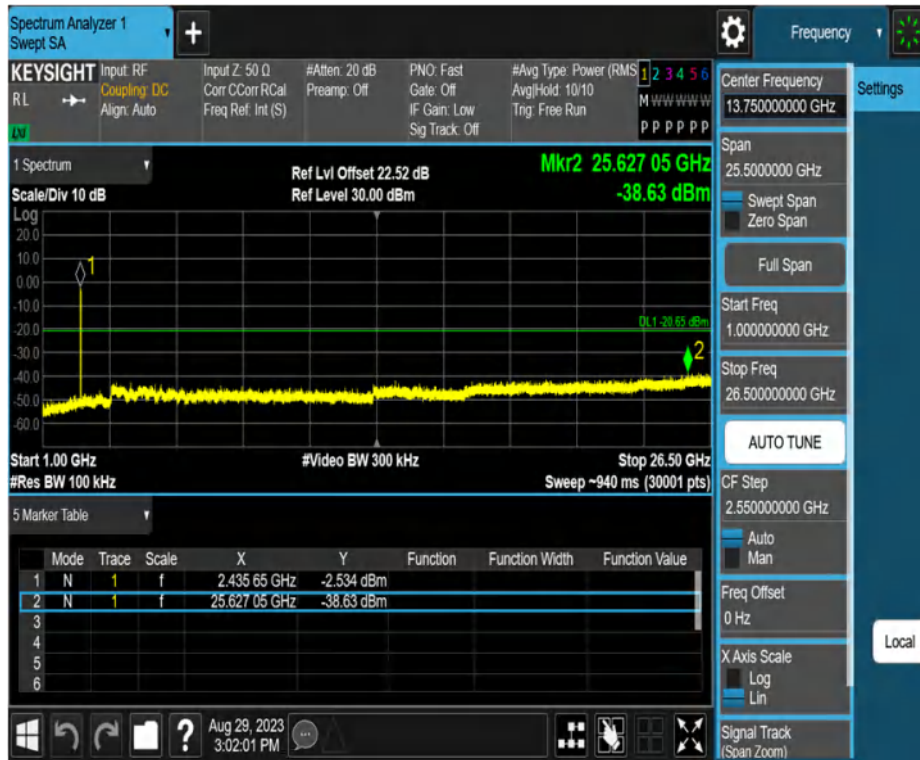 Spectrum Analyzer 1
Swept SA
Frequency
KEYSIGHT
RL
LXI
Input: RF
Coupling: DC
Align: Auto
Input Z: 50 Ω
Corr CCorr RCal
Freq Ref: Int (S)
#Atten: 20 dB
Preamp: Off
PNO: Fast
Gate: Off
IF Gain: Low
Sig Track: Off
#Avg Type: Power (RMS
Avg|Hold: 10/10
Trig: Free Run
1 2 3 4 5 6
M W W W W W
P P P P P P
1 Spectrum
Scale/Div 10 dB
Ref Lvl Offset 22.52 dB
Ref Level 30.00 dBm
Mkr2 25.627 05 GHz
-38.63 dBm
Log
20.0
10.0
0.00
-10.0
-20.0
-30.0
-40.0
-50.0
-60.0
1
DL1 -20.65 dBm
2
Start 1.00 GHz
#Res BW 100 kHz
#Video BW 300 kHz
Stop 26.50 GHz
Sweep ~940 ms (30001 pts)
5 Marker Table
Mode Trace Scale X Y Function Function Width Function Value
1 N 1 f 2.435 65 GHz -2.534 dBm
2 N 1 f 25.627 05 GHz -38.63 dBm
3
4
5
6
?
Aug 29, 2023
3:02:01 PM
Center Frequency
13.750000000 GHz
Span
25.5000000 GHz
Swept Span
Zero Span
Full Span
Start Freq
1.000000000 GHz
Stop Freq
26.500000000 GHz
AUTO TUNE
CF Step
2.550000000 GHz
Auto
Man
Freq Offset
0 Hz
X Axis Scale
Log
Lin
Signal Track
(Span Zoom)
Settings
Local